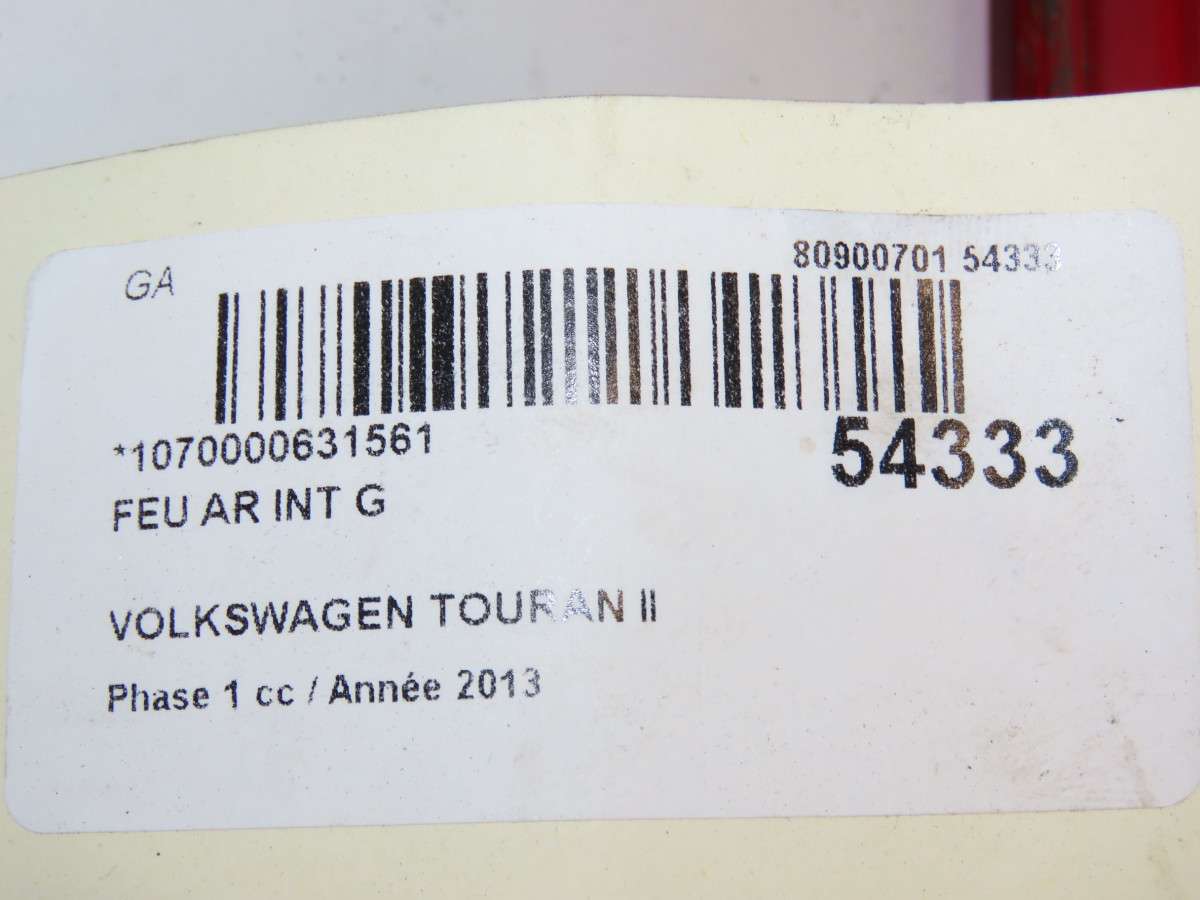 80900701 54333
GA
*1070000631561
54333
FEU AR INT G
VOLKSWAGEN TOURAN II
Phase 1 cc / Année 2013